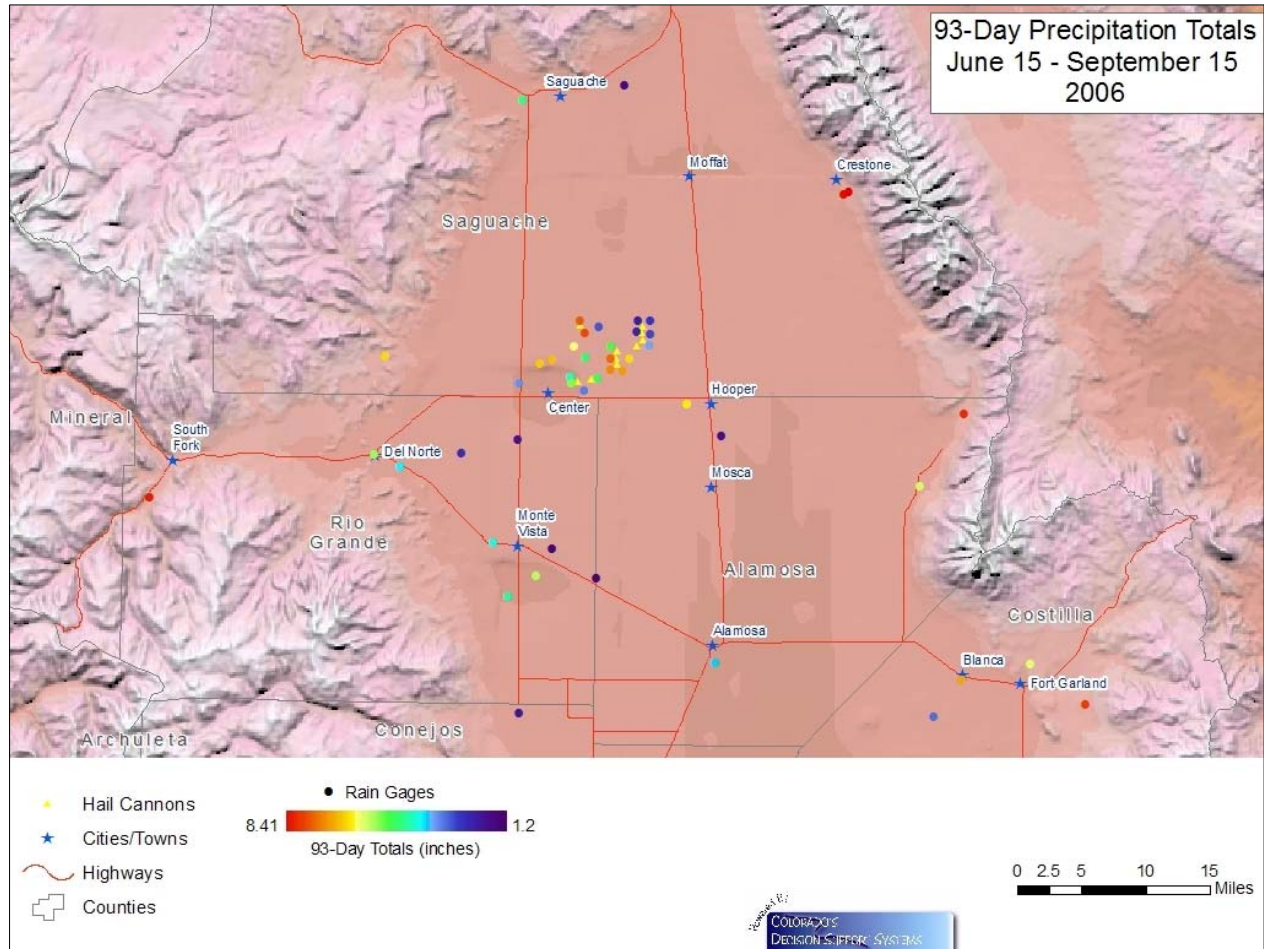 93-Day Precipitation Totals
June 15 - September 15
2006
Saguache
Moffat
Crestone
Saguache
Center
Hooper
Mineral
South
Fork
Del Norte
Mosca
Rio
Grande
Monte
Vista
Alamosa
Costilla
Alamosa
Blanca
Fort Garland
Archuleta
Conejos
Hail Cannons
Cities/Towns
Highways
Counties
Rain Gages
8.41
1.2
93-Day Totals (inches)
0 2.5 5 10 15
Miles
Powered By
COLORADO'S
DECISION SUPPORT SYSTEMS